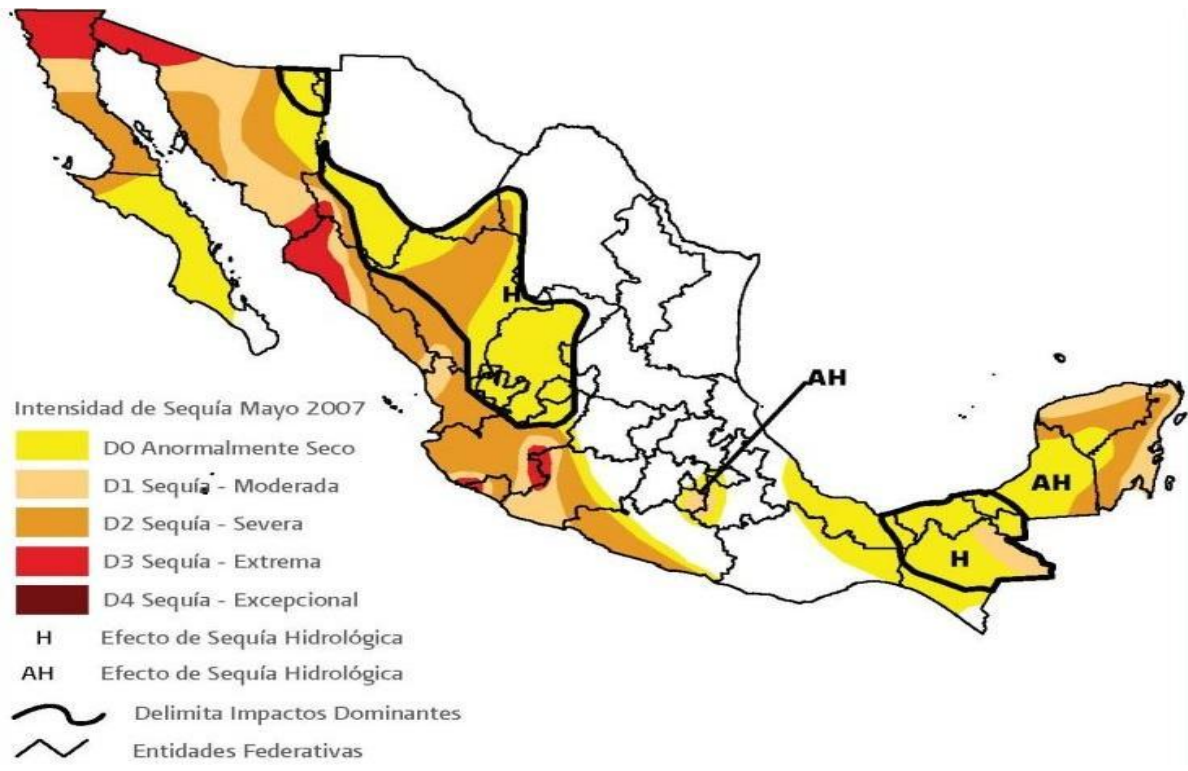 H
AH
AH
H
Intensidad de Sequía Mayo 2007
D0 Anormalmente Seco
D1 Sequía - Moderada
D2 Sequía - Severa
D3 Sequía - Extrema
D4 Sequía - Excepcional
H Efecto de Sequía Hidrológica
AH Efecto de Sequía Hidrológica
Delimita Impactos Dominantes
Entidades Federativas